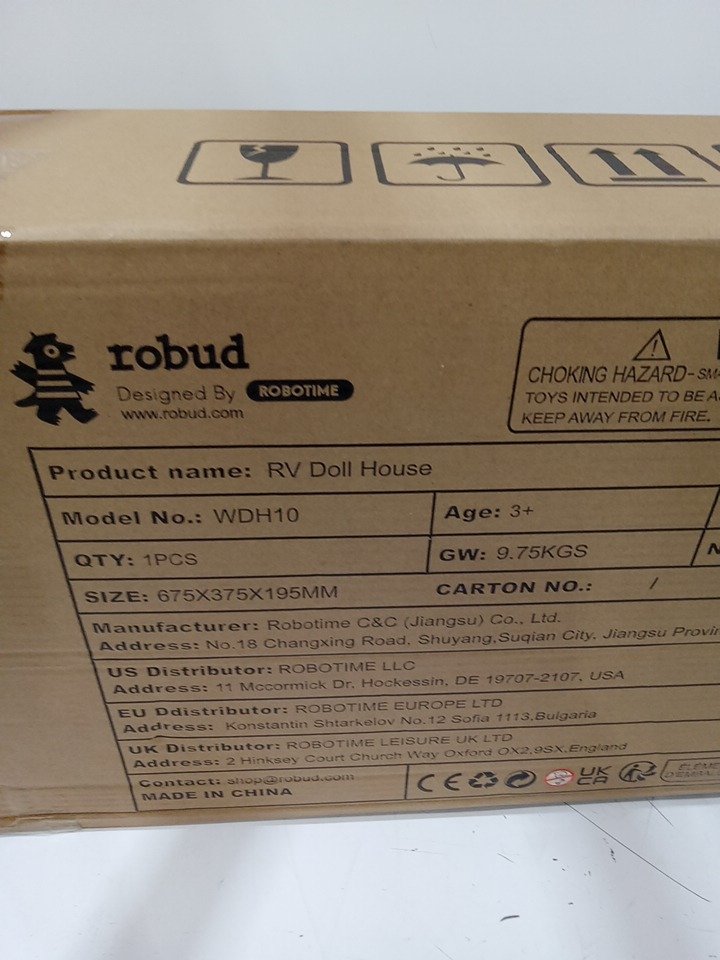 robud
Designed By ROBOTIME
www.robud.com
CHOKING HAZARD-
TOYS INTENDED TO BE
KEEP AWAY FROM FIRE.
Product name: RV Doll House
Model No.: WDH10
Age: 3+
QTY: 1PCS
GW: 9.75KGS
SIZE: 675X375X195MM
CARTON NO.: /
Manufacturer: Robotime C&C (Jiangsu) Co., Ltd.
Address: No.18 Changxing Road, Shuyang,Suqian City, Jiangsu
US Distributor: ROBOTIME LLC
Address: 11 Mccormick Dr, Hockessin, DE 19707-2107, USA
EU Ddistributor: ROBOTIME EUROPE LTD
Address: Konstantin Shtarkelov No.12 Sofia 1113,Bulgaria
UK Distributor: ROBOTIME LEISURE UK LTD
Address: 2 Hinksey Court Church Way Oxford OX2,9SX,England
Contact: shop@robud.com
MADE IN CHINA
CE
UK
CA